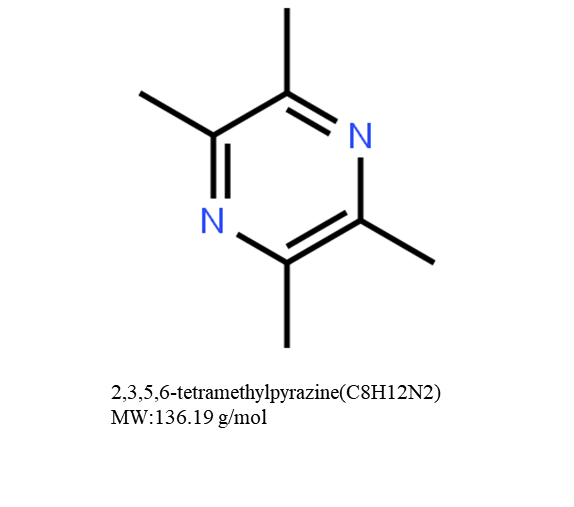 N
N
2,3,5,6-tetramethylpyrazine(C8H12N2)
MW:136.19 g/mol